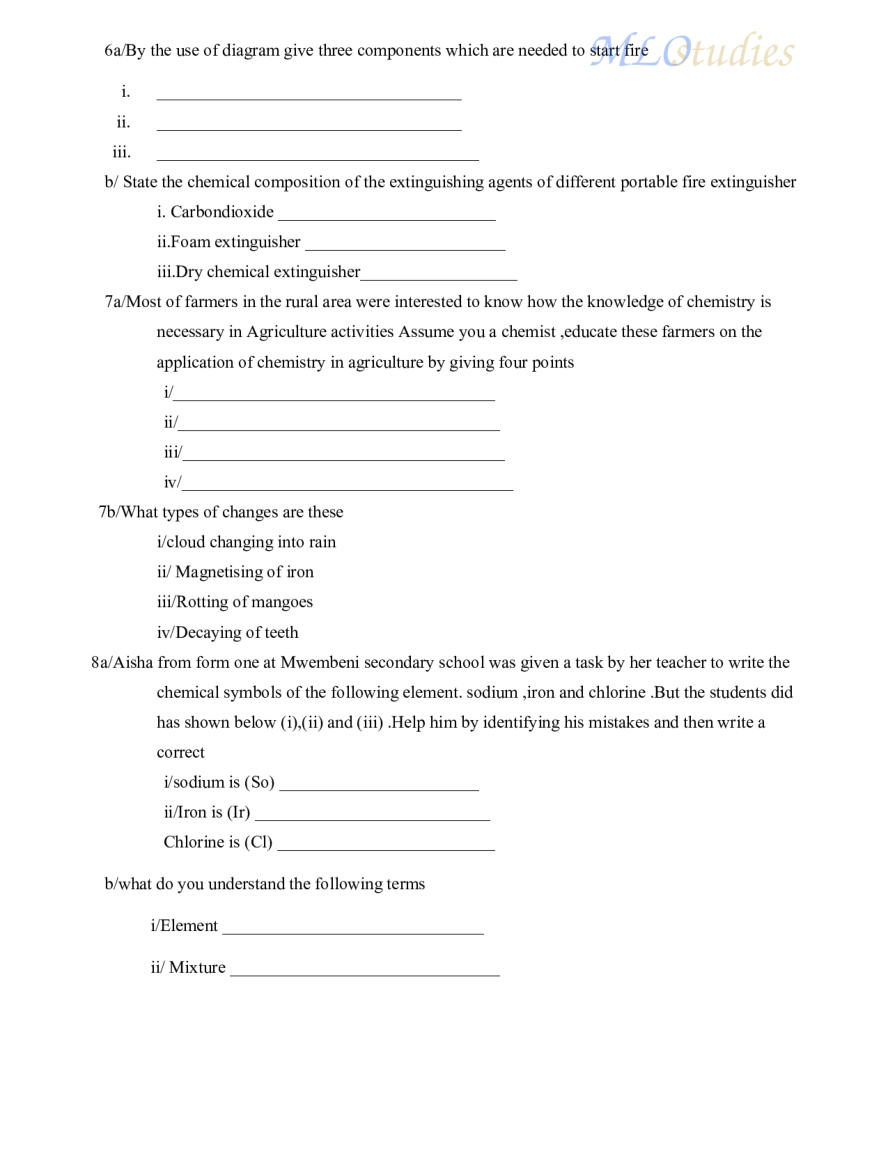 MLOstudies
6a/By the use of diagram give three components which are needed to start fire
i. ___________________________________
ii. ___________________________________
iii. _____________________________________
b/ State the chemical composition of the extinguishing agents of different portable fire extinguisher
i. Carbondioxide _________________________
ii.Foam extinguisher _______________________
iii.Dry chemical extinguisher__________________
7a/Most of farmers in the rural area were interested to know how the knowledge of chemistry is
necessary in Agriculture activities Assume you a chemist ,educate these farmers on the
application of chemistry in agriculture by giving four points
i/_____________________________________
ii/_____________________________________
iii/_____________________________________
iv/______________________________________
7b/What types of changes are these
i/cloud changing into rain
ii/ Magnetising of iron
iii/Rotting of mangoes
iv/Decaying of teeth
8a/Aisha from form one at Mwembeni secondary school was given a task by her teacher to write the
chemical symbols of the following element. sodium ,iron and chlorine .But the students did
has shown below (i),(ii) and (iii) .Help him by identifying his mistakes and then write a
correct
i/sodium is (So) _______________________
ii/Iron is (Ir) ___________________________
Chlorine is (Cl) _________________________
b/what do you understand the following terms
i/Element ______________________________
ii/ Mixture _______________________________